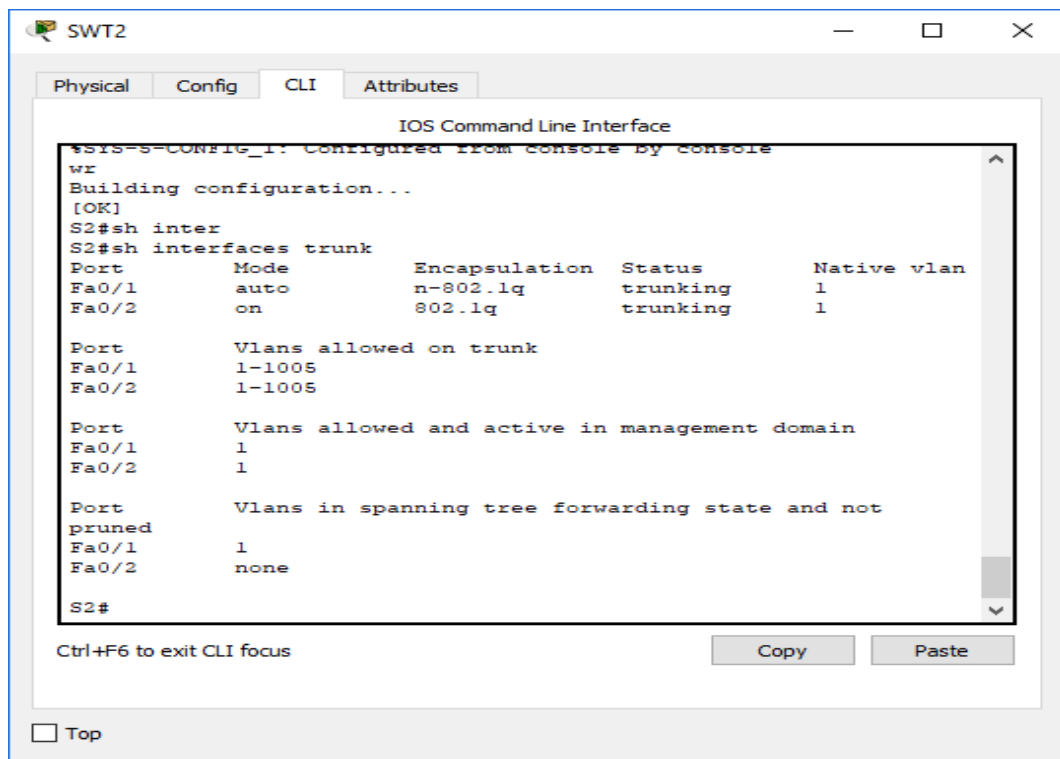 SWT2
Physical Config CLI Attributes
IOS Command Line Interface
%SYS-5-CONFIG_I: Configured from console by console
wr
Building configuration...
[OK]
S2#sh inter
S2#sh interfaces trunk
Port Mode Encapsulation Status Native vlan
Fa0/1 auto n-802.1q trunking 1
Fa0/2 on 802.1q trunking 1
Port Vlans allowed on trunk
Fa0/1 1-1005
Fa0/2 1-1005
Port Vlans allowed and active in management domain
Fa0/1 1
Fa0/2 1
Port Vlans in spanning tree forwarding state and not
pruned
Fa0/1 1
Fa0/2 none
S2#
Ctrl+F6 to exit CLI focus Copy Paste
Top